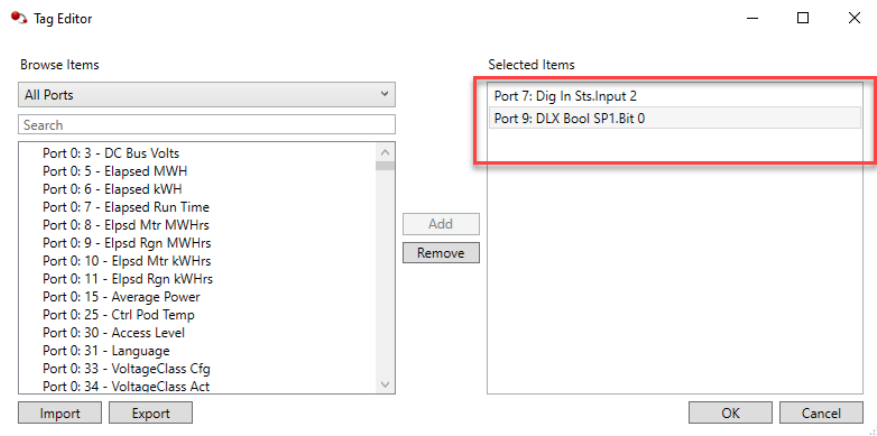 Tag Editor
Browse Items
Selected Items
All Ports
Search
Port 0: 3 - DC Bus Volts
Port 0: 5 - Elapsed MWH
Port 0: 6 - Elapsed kWH
Port 0: 7 - Elapsed Run Time
Port 0: 8 - Elpsd Mtr MWHrs
Port 0: 9 - Elpsd Rgn MWHrs
Port 0: 10 - Elpsd Mtr kWHrs
Port 0: 11 - Elpsd Rgn kWHrs
Port 0: 15 - Average Power
Port 0: 25 - Ctrl Pod Temp
Port 0: 30 - Access Level
Port 0: 31 - Language
Port 0: 33 - VoltageClass Cfg
Port 0: 34 - VoltageClass Act
Add
Remove
Port 7: Dig In Sts.Input 2
Port 9: DLX Bool SP1.Bit 0
Import
Export
OK
Cancel